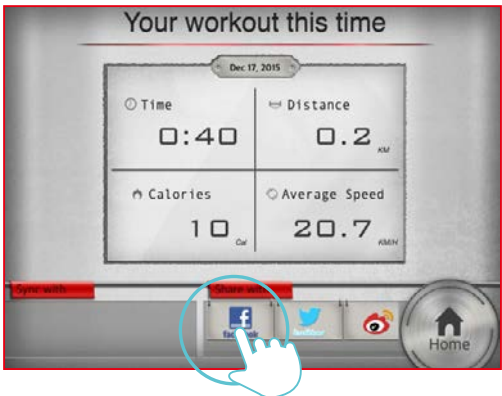 Your workout this time
Dec 17, 2015
Time
0:40
Distance
0.2 KM
Calories
10 Cal
Average Speed
20.7 KM/H
Sync with
Share with
facebook
twitter
Home